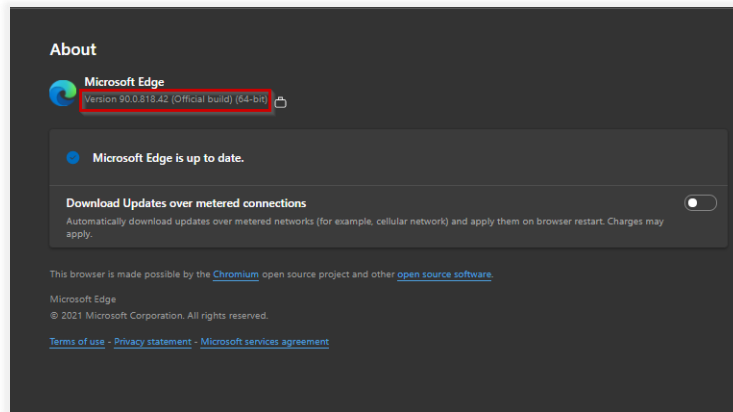 About
Microsoft Edge
Version 90.0.818.42 (Official build) (64-bit)
Microsoft Edge is up to date.
Download Updates over metered connections
Automatically download updates over metered networks (for example, cellular network) and apply them on browser restart. Charges may
apply.
This browser is made possible by the Chromium open source project and other open source software.
Microsoft Edge
© 2021 Microsoft Corporation. All rights reserved.
Terms of use - Privacy statement - Microsoft services agreement